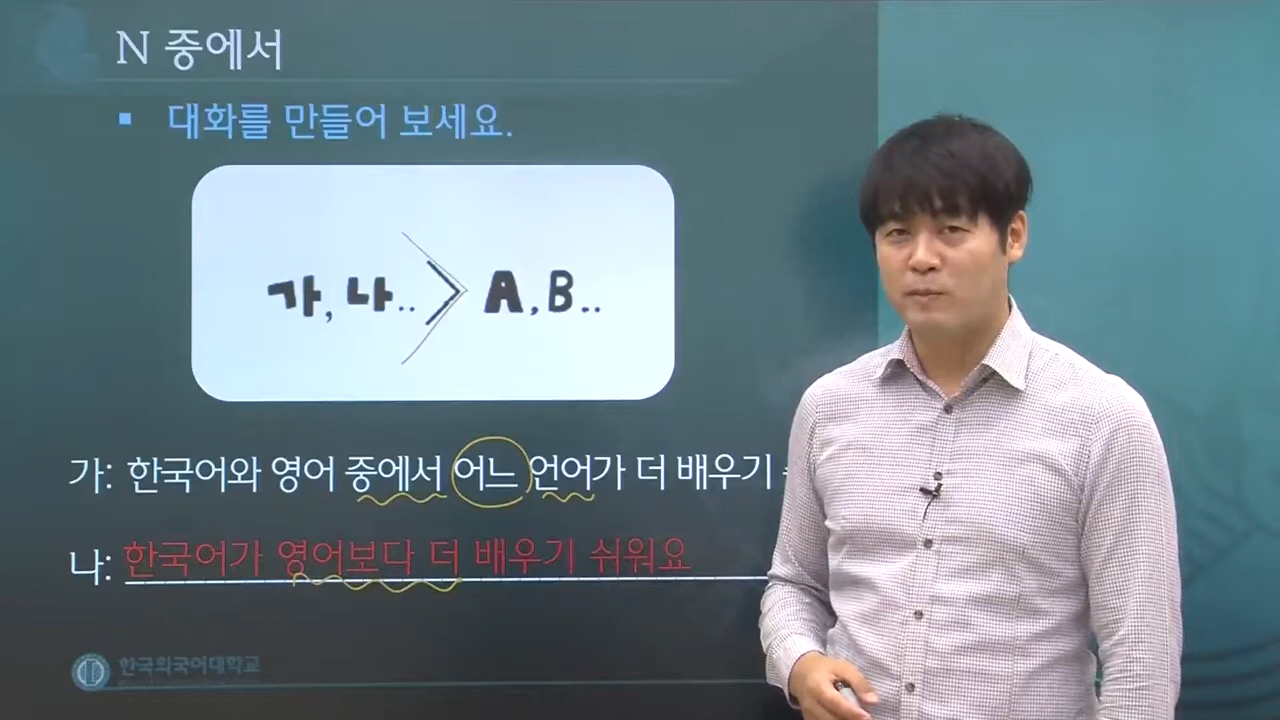 N 중에서
▪ 대화를 만들어 보세요.
가, 나.. > A, B..
가: 한국어와 영어 중에서 어느 언어가 더 배우기
나: 한국어가 영어보다 더 배우기 쉬워요
한국외국어대학교